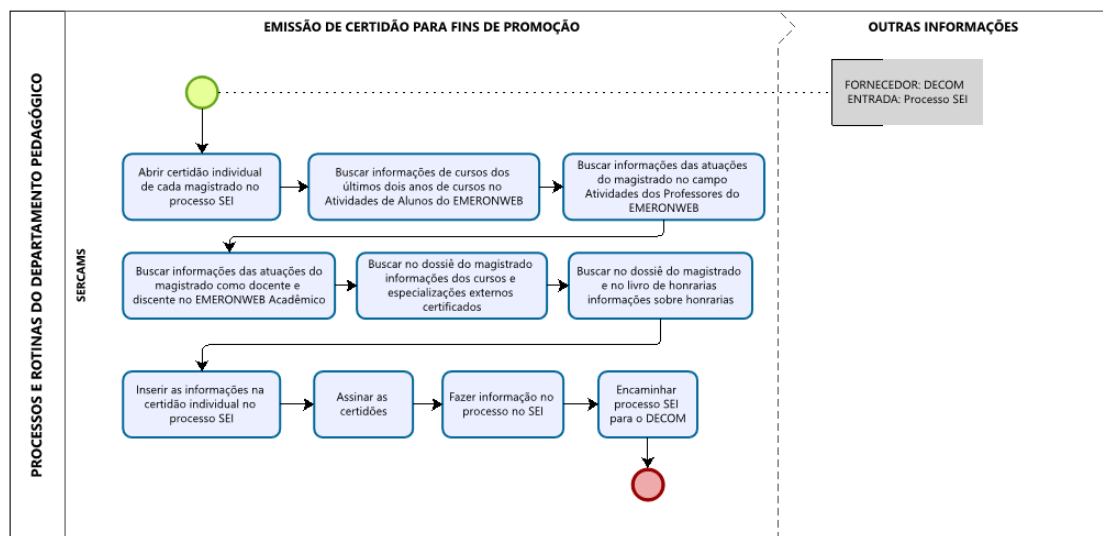 PROCESSOS E ROTINAS DO DEPARTAMENTO PEDAGÓGICO
SERCAMS
EMISSÃO DE CERTIDÃO PARA FINS DE PROMOÇÃO
OUTRAS INFORMAÇÕES
FORNECEDOR: DECOM
ENTRADA: Processo SEI
Abrir certidão individual
de cada magistrado no
processo SEI
Buscar informações de cursos dos
últimos dois anos de cursos no
Atividades de Alunos do EMERONWEB
Buscar informações das atuações
do magistrado no campo
Atividades dos Professores do
EMERONWEB
Buscar informações das atuações do
magistrado como docente e
discente no EMERONWEB Acadêmico
Buscar no dossiê do magistrado
informações dos cursos e
especializações externos
certificados
Buscar no dossiê do magistrado
e no livro de honrarias
informações sobre honrarias
Inserir as informações na
certidão individual no
processo SEI
Assinar as
certidões
Fazer informação no
processo no SEI
Encaminhar
processo SEI
para o DECOM